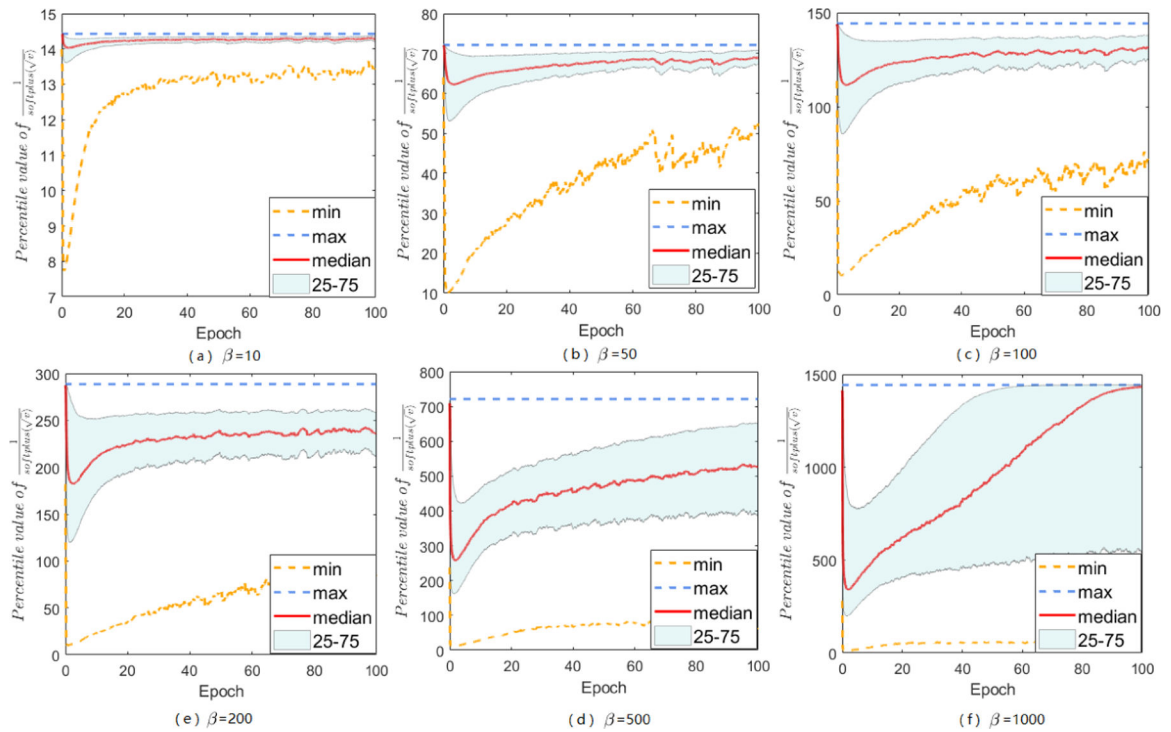 Percentile value of 1/softplus(√v)
15
14
13
12
11
10
9
8
7
0 20 40 60 80 100
Epoch
min
max
median
25-75
( a ) β=10
Percentile value of 1/softplus(√v)
80
70
60
50
40
30
20
10
0 20 40 60 80 100
Epoch
min
max
median
25-75
( b ) β=50
Percentile value of 1/softplus(√v)
150
100
50
0
0 20 40 60 80 100
Epoch
min
max
median
25-75
( c ) β=100
Percentile value of 1/softplus(√v)
300
250
200
150
100
50
0
0 20 40 60 80 100
Epoch
min
max
median
25-75
( e ) β=200
Percentile value of 1/softplus(√v)
800
700
600
500
400
300
200
100
0
0 20 40 60 80 100
Epoch
min
max
median
25-75
( d ) β=500
Percentile value of 1/softplus(√v)
1500
1000
500
0
0 20 40 60 80 100
Epoch
min
max
median
25-75
( f ) β=1000